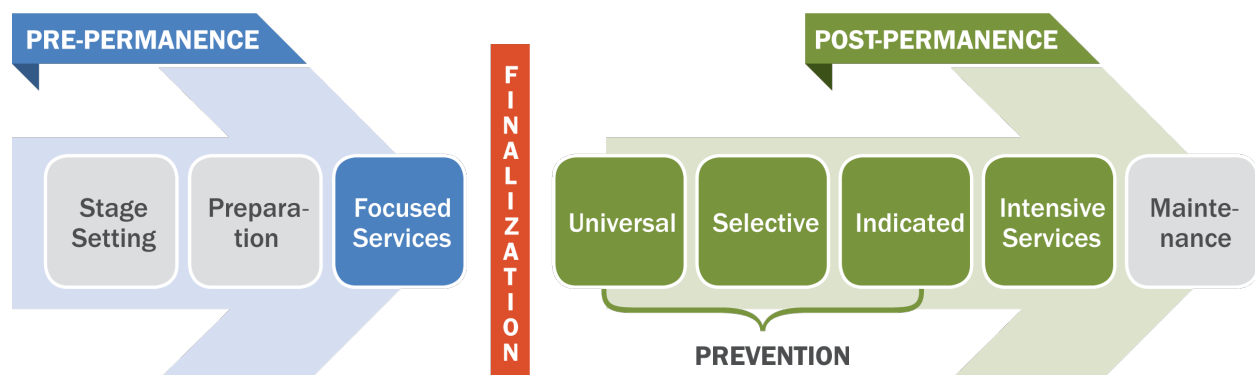 PRE-PERMANENCE
Stage
Setting
Prepara-
tion
Focused
Services
FINALIZATION
POST-PERMANENCE
Universal
Selective
Indicated
Intensive
Services
Mainte-
nance
PREVENTION